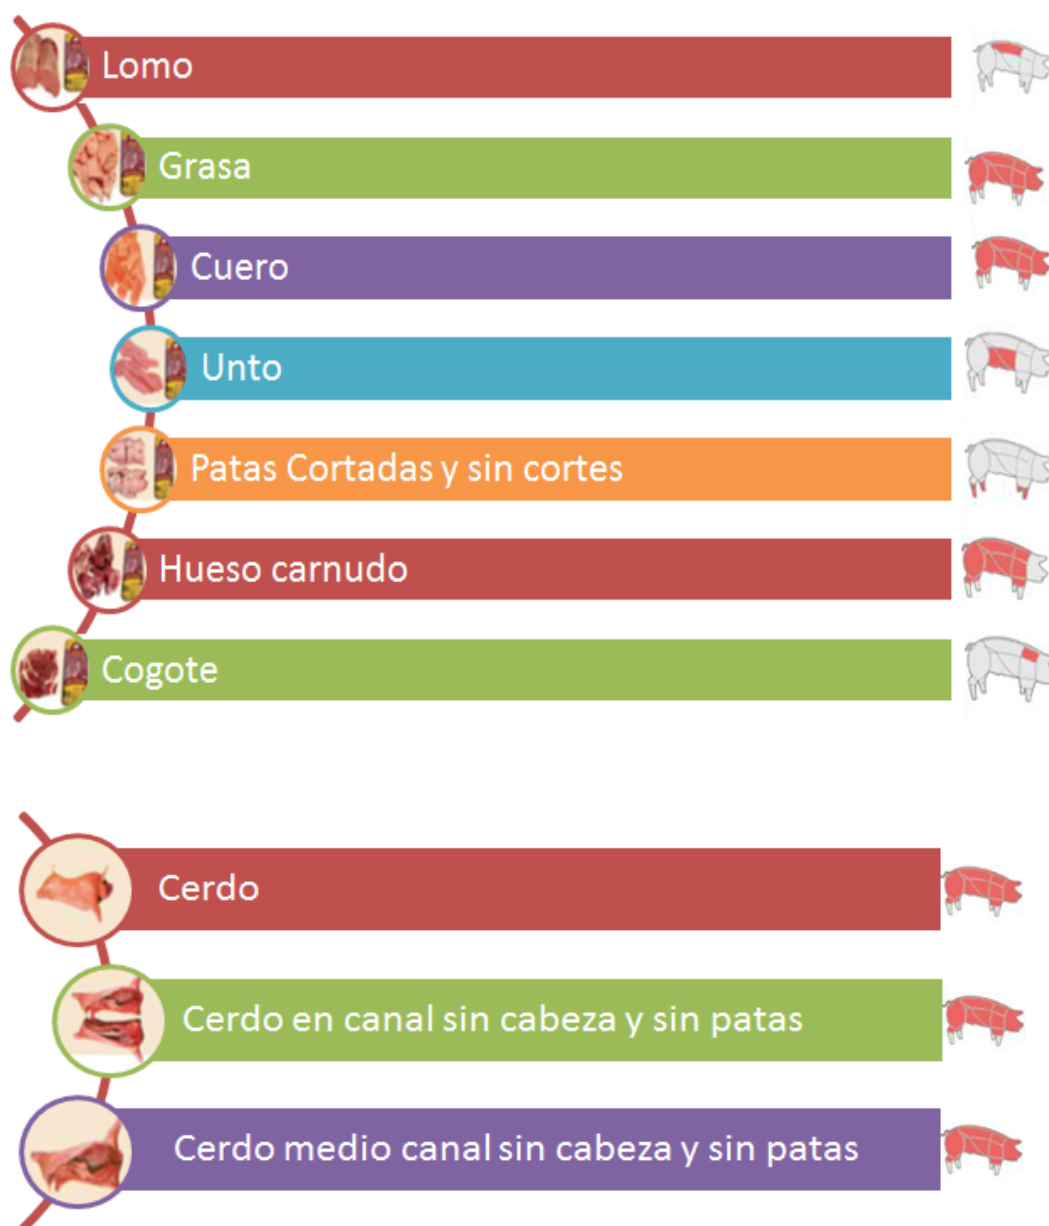 Lomo
Grasa
Cuero
Unto
Patas Cortadas y sin cortes
Hueso carnudo
Cogote
Cerdo
Cerdo en canal sin cabeza y sin patas
Cerdo medio canal sin cabeza y sin patas